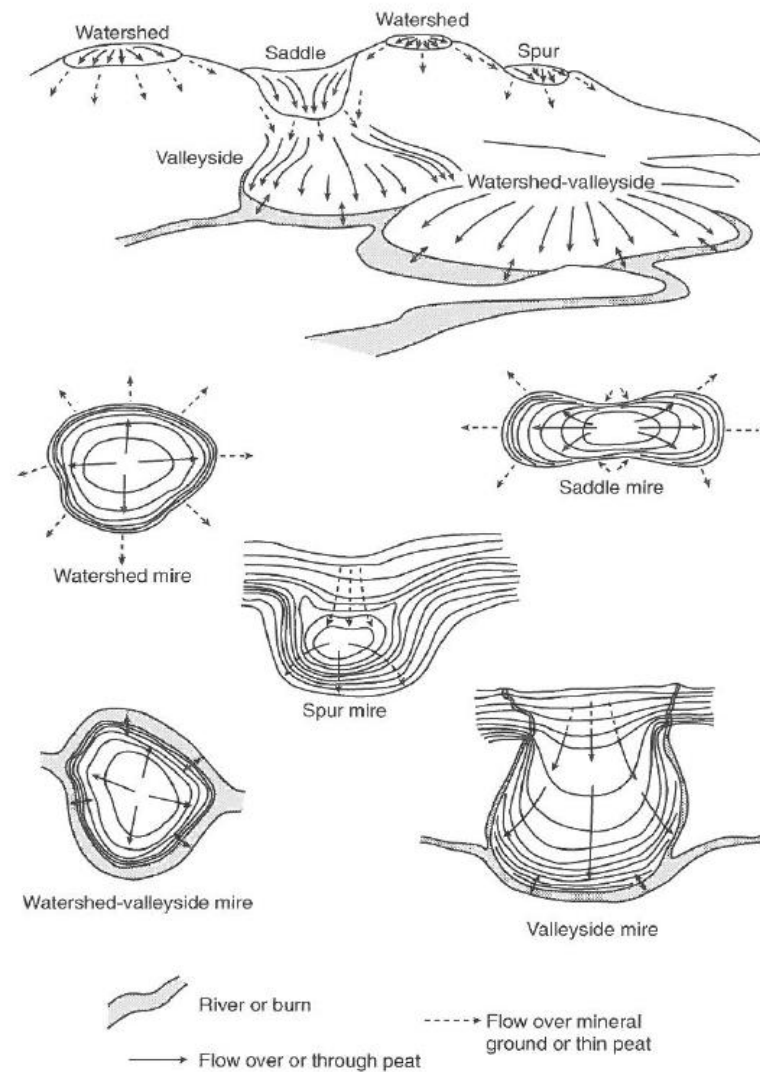 Watershed
Watershed
Saddle
Spur
Valleyside
Watershed-valleyside
Watershed mire
Saddle mire
Spur mire
Watershed-valleyside mire
Valleyside mire
River or burn
Flow over or through peat
Flow over mineral
ground or thin peat